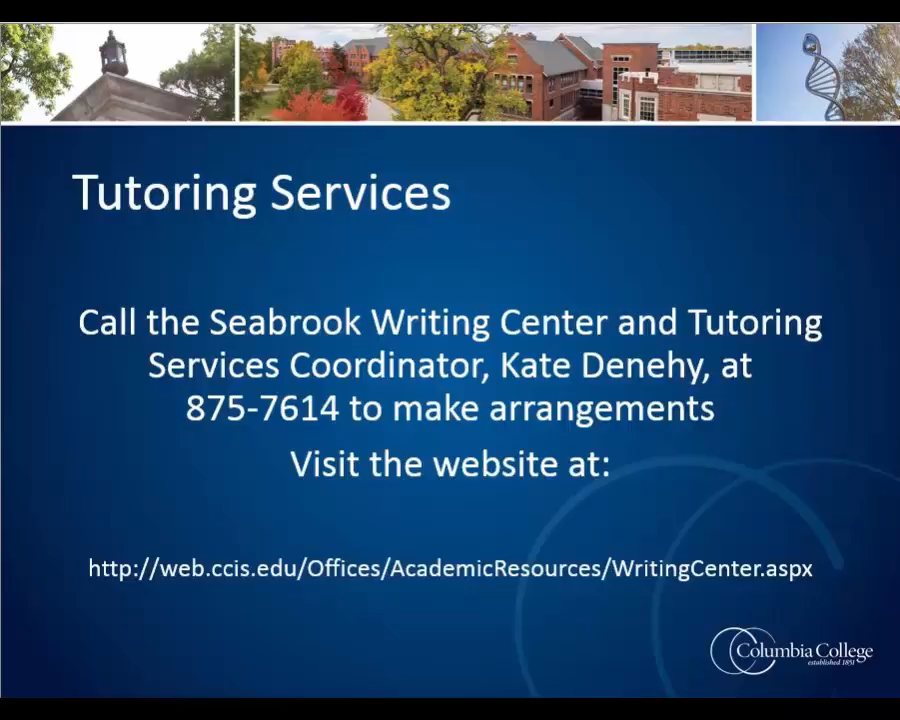 Tutoring Services
Call the Seabrook Writing Center and Tutoring
Services Coordinator, Kate Denehy, at
875-7614 to make arrangements
Visit the website at:
http://web.ccis.edu/Offices/AcademicResources/WritingCenter.aspx
Columbia College
established 1851